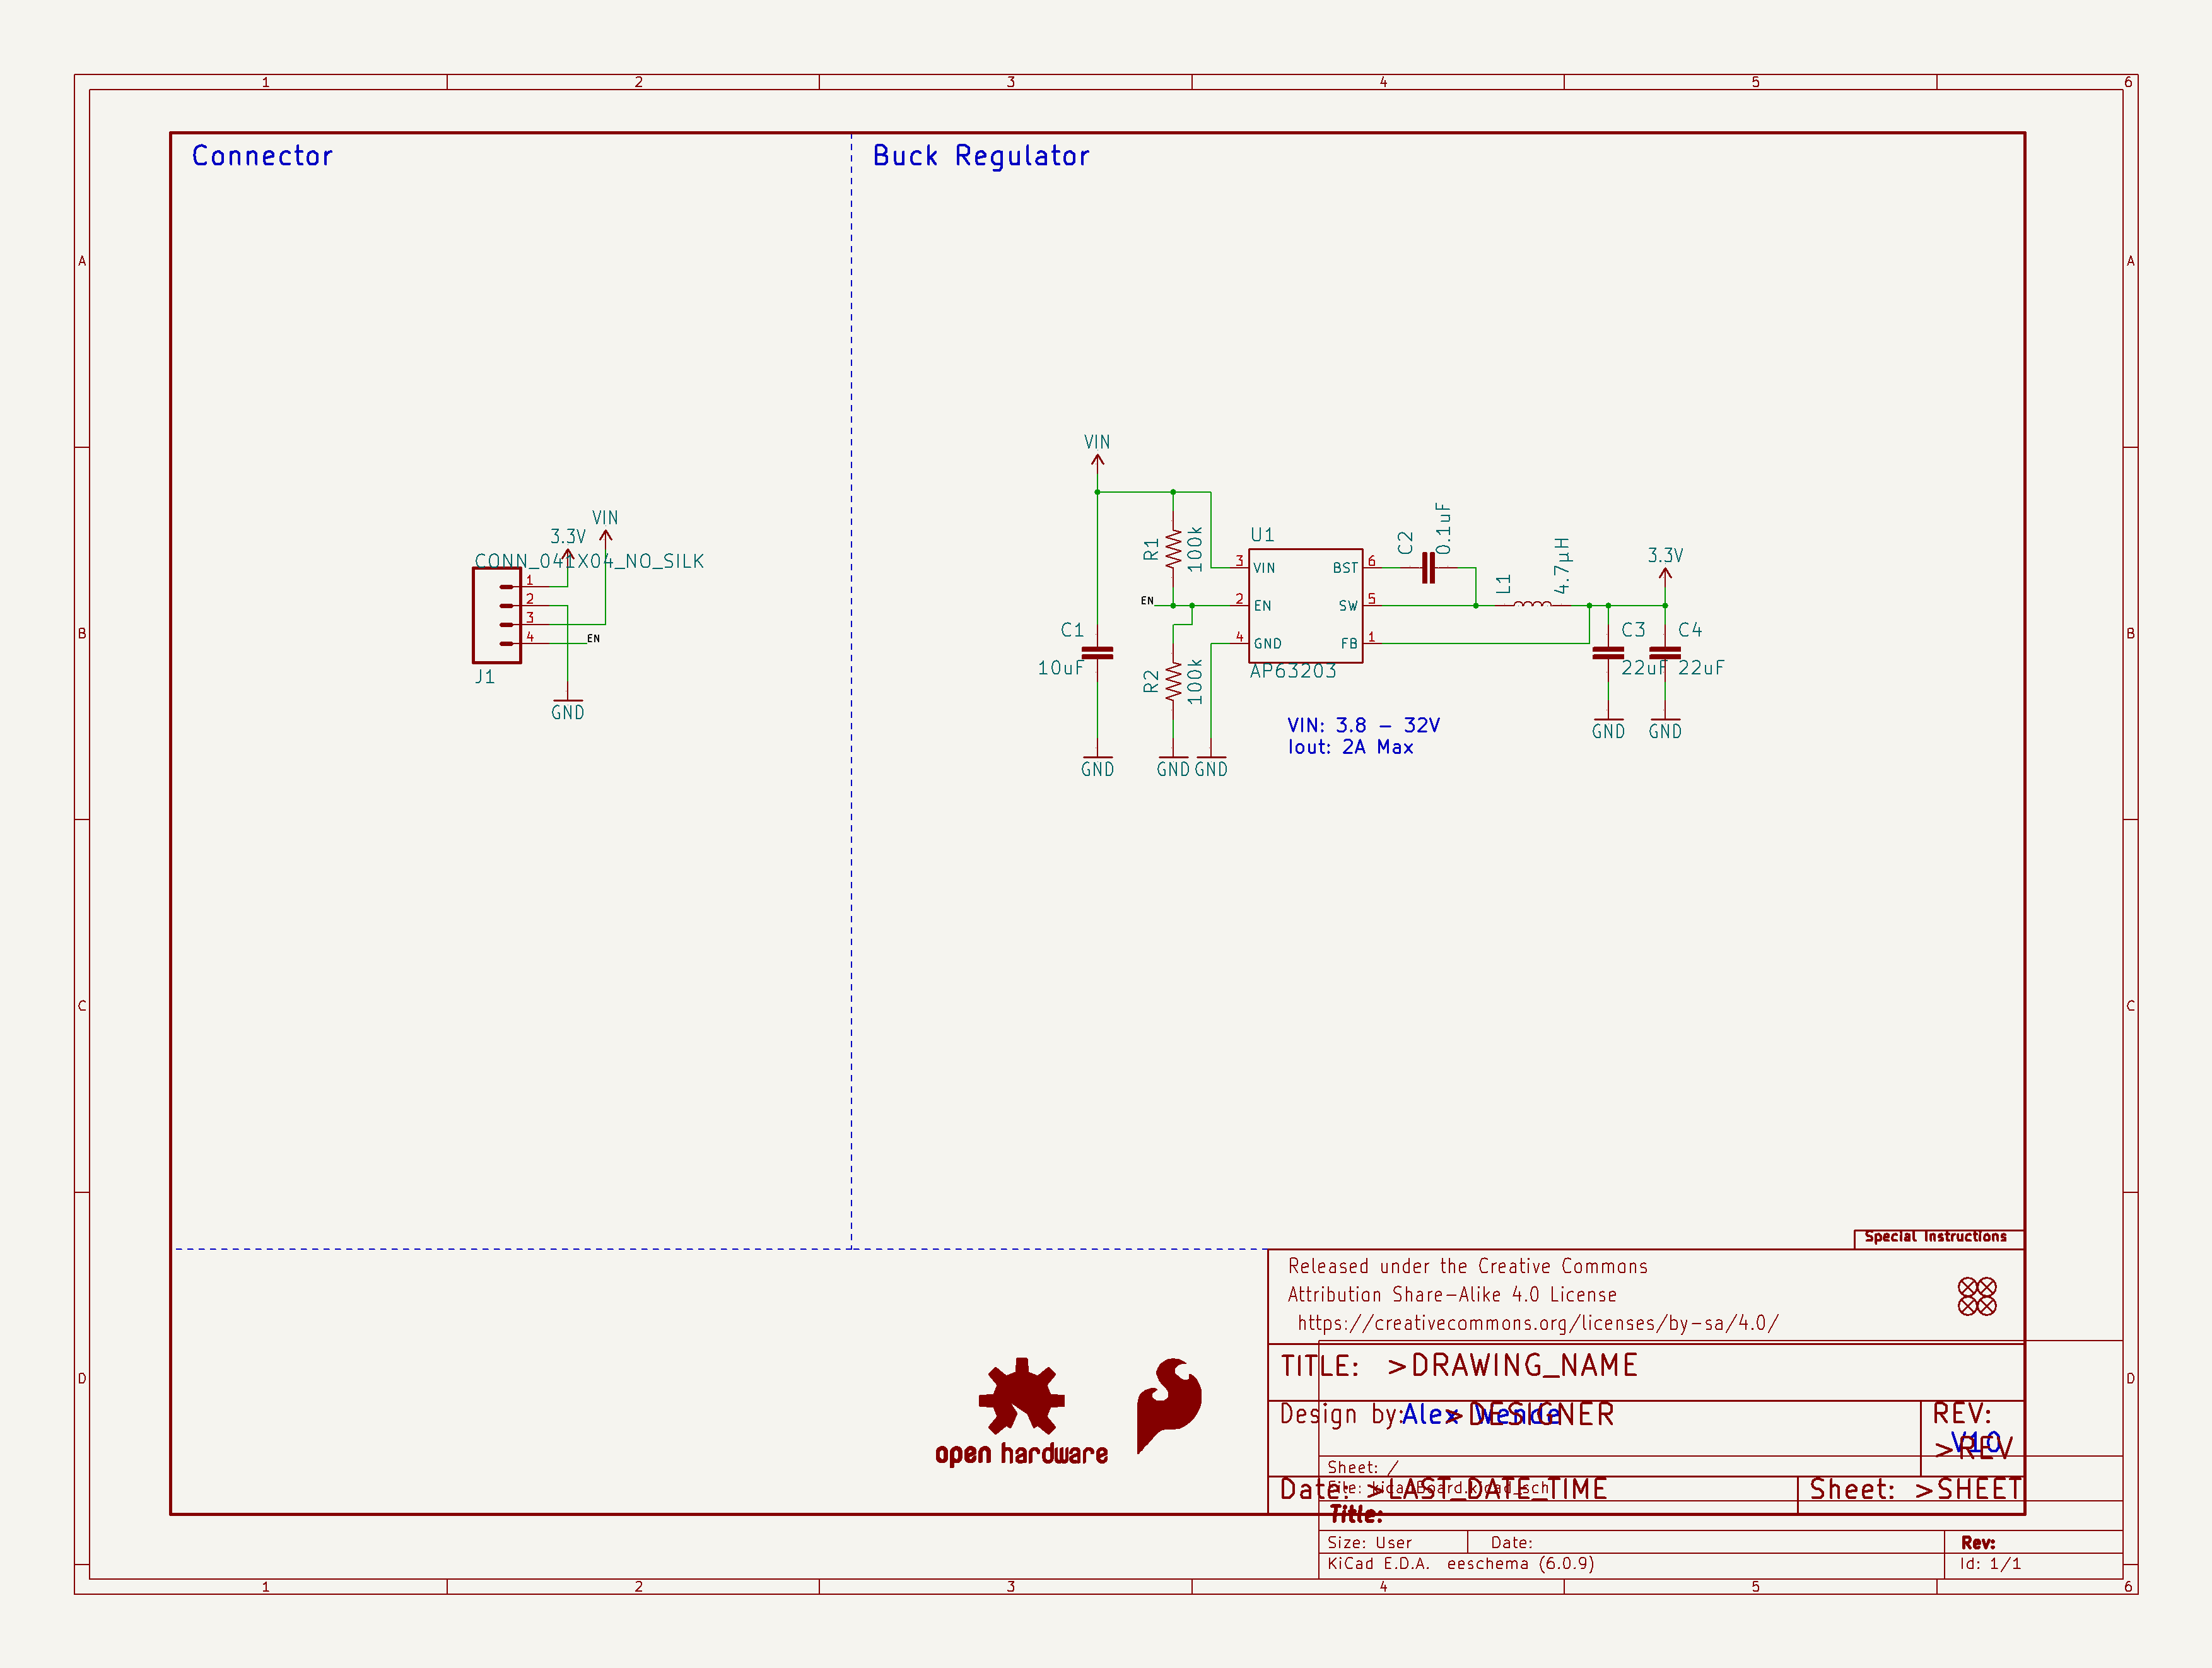 1 2 3 4 5 6
Connector
Buck Regulator
A A
VIN
VIN
3.3V
CONN_041X04_NO_SILK
1
2
3
4
EN
J1
GND
R1
100k
U1
C2
0.1uF
L1
4.7µH
3.3V
3 VIN BST 6
EN
2 EN SW 5
4 GND FB 1
AP63203
C1
10uF
R2
100k
C3
22uF
C4
22uF
VIN: 3.8 – 32V
Iout: 2A Max
GND
GND
GND
GND
GND
B B
C C
Special Instructions
Released under the Creative Commons
Attribution Share-Alike 4.0 License
https://creativecommons.org/licenses/by-sa/4.0/
TITLE: >DRAWING_NAME
Design by: Alex Wende >DESIGNER
REV:
V10
>REV
open hardware
D D
Sheet: /
File: kicadBoard.kicad_sch
Date: >LAST_DATE_TIME
Sheet: >SHEET
Title:
Size: User
Date:
Rev:
KiCad E.D.A. eeschema (6.0.9)
Id: 1/1
1 2 3 4 5 6